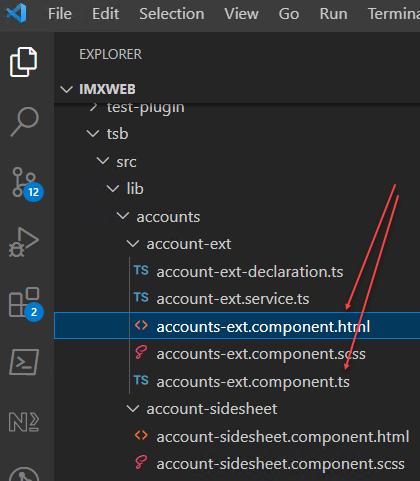 File Edit Selection View Go Run Termina
EXPLORER
IMXWEB
test-plugin
tsb
src
lib
accounts
account-ext
TS account-ext-declaration.ts
TS account-ext.service.ts
<> accounts-ext.component.html
accounts-ext.component.scss
TS accounts-ext.component.ts
account-sidesheet
<> account-sidesheet.component.html
account-sidesheet.component.scss
12
2